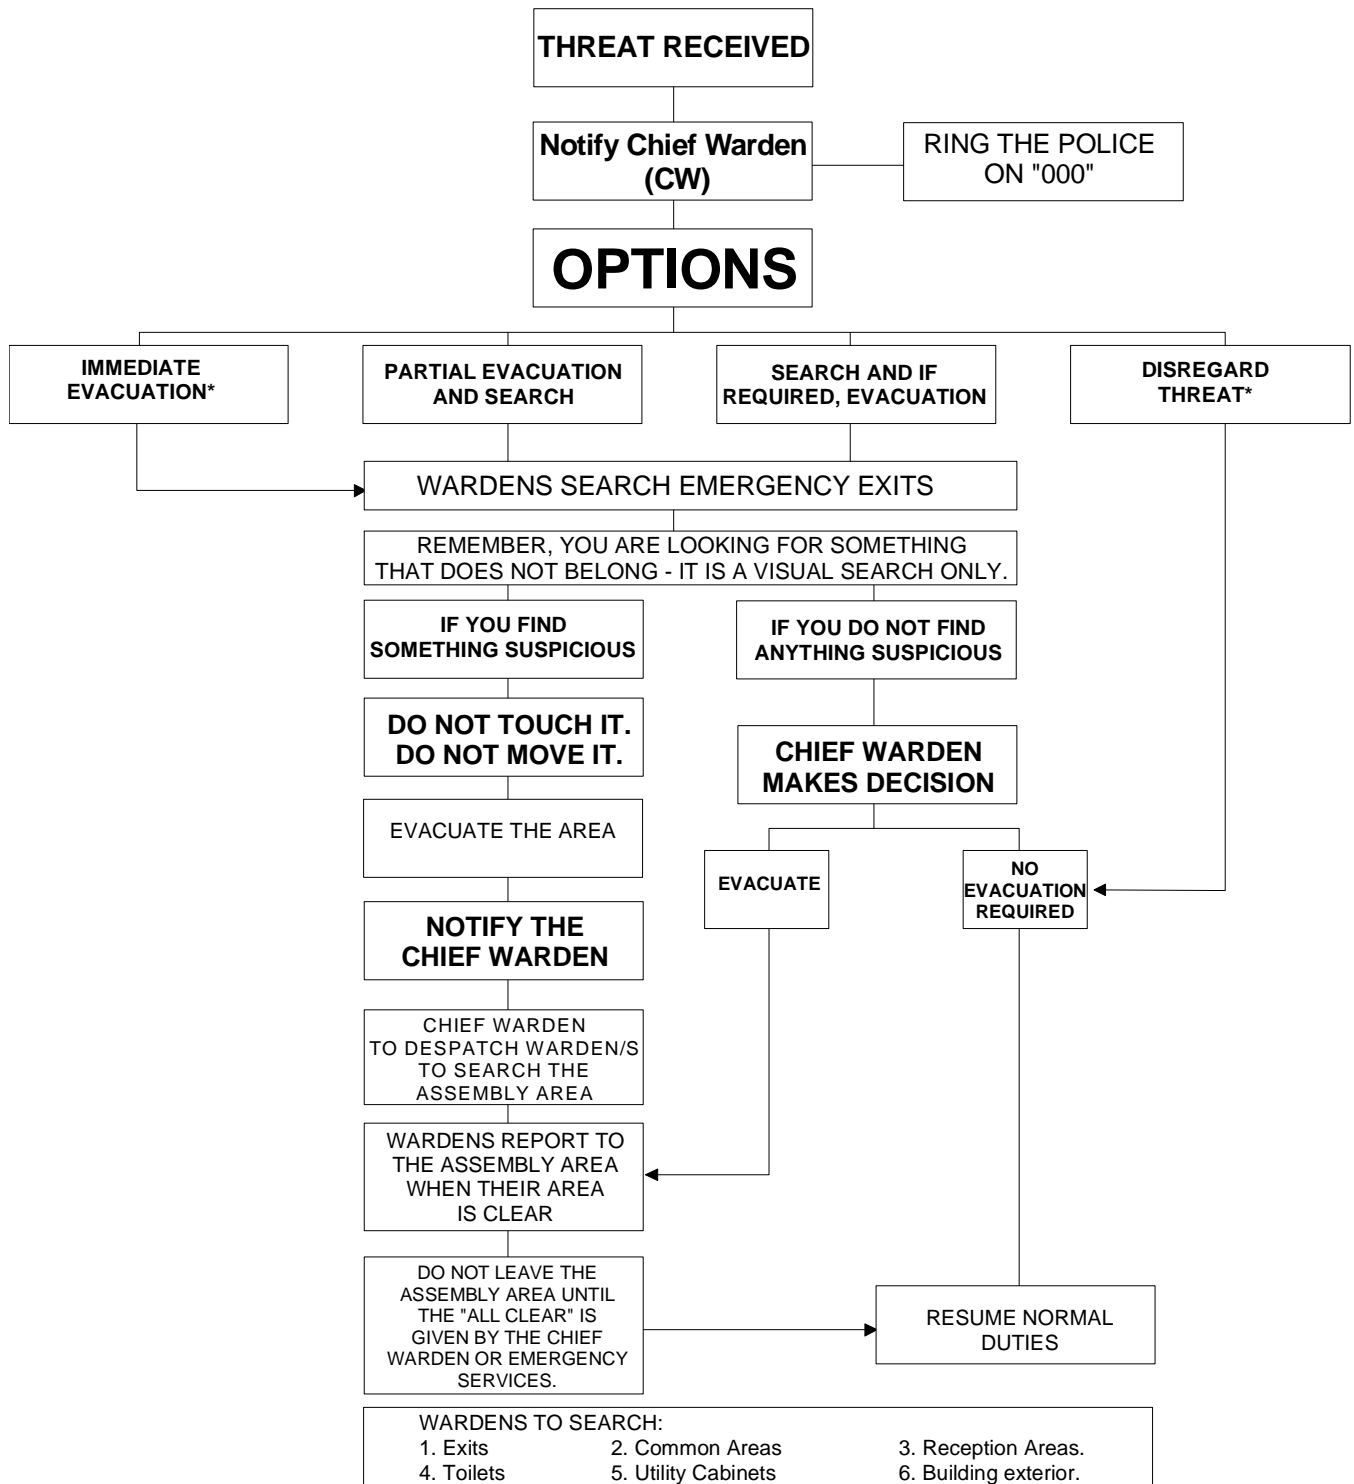 THREAT RECEIVED
Notify Chief Warden
(CW)
RING THE POLICE
ON "000"
OPTIONS
IMMEDIATE
EVACUATION*
PARTIAL EVACUATION
AND SEARCH
SEARCH AND IF
REQUIRED, EVACUATION
DISREGARD
THREAT*
WARDENS SEARCH EMERGENCY EXITS
REMEMBER, YOU ARE LOOKING FOR SOMETHING
THAT DOES NOT BELONG - IT IS A VISUAL SEARCH ONLY.
IF YOU FIND
SOMETHING SUSPICIOUS
IF YOU DO NOT FIND
ANYTHING SUSPICIOUS
DO NOT TOUCH IT.
DO NOT MOVE IT.
CHIEF WARDEN
MAKES DECISION
EVACUATE THE AREA
EVACUATE
NO
EVACUATION
REQUIRED
NOTIFY THE
CHIEF WARDEN
CHIEF WARDEN
TO DESPATCH WARDEN/S
TO SEARCH THE
ASSEMBLY AREA
WARDENS REPORT TO
THE ASSEMBLY AREA
WHEN THEIR AREA
IS CLEAR
DO NOT LEAVE THE
ASSEMBLY AREA UNTIL
THE "ALL CLEAR" IS
GIVEN BY THE CHIEF
WARDEN OR EMERGENCY
SERVICES.
RESUME NORMAL
DUTIES
WARDENS TO SEARCH:
1. Exits 2. Common Areas 3. Reception Areas.
4. Toilets 5. Utility Cabinets 6. Building exterior.